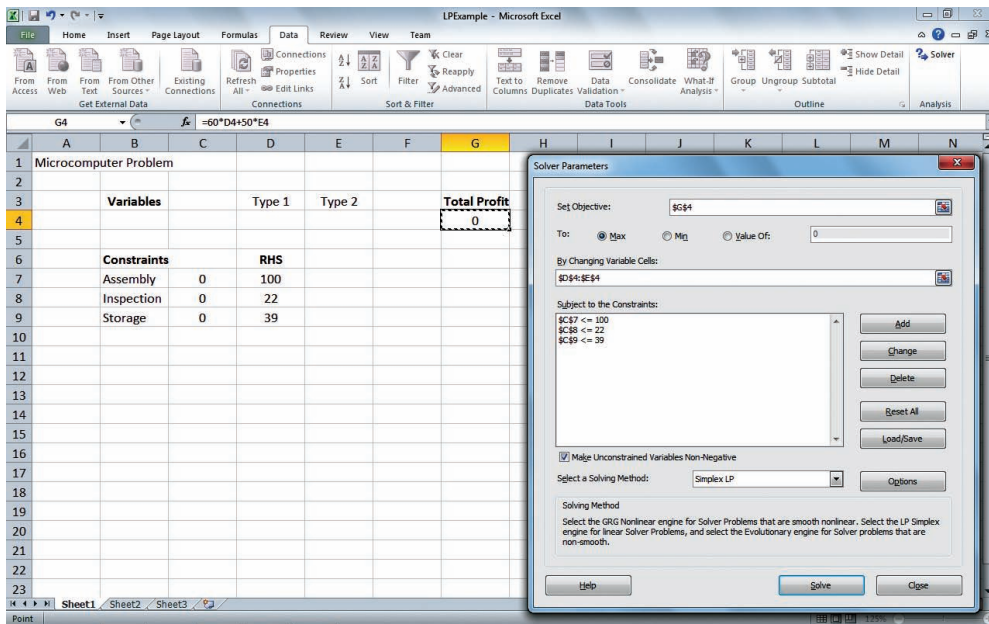 LPExample - Microsoft Excel
File Home Insert Page Layout Formulas Data Review View Team
From Access
From Web
From Text
From Other Sources
Existing Connections
Get External Data
Refresh All
Connections
Properties
Edit Links
Connections
Sort
Filter
Clear
Reapply
Advanced
Sort & Filter
Text to Columns
Remove Duplicates
Data Validation
Consolidate
What-If Analysis
Data Tools
Group
Ungroup
Subtotal
Show Detail
Hide Detail
Outline
Solver
Analysis
G4 fx =60*D4+50*E4
A B C D E F G H I J K L M N
1 Microcomputer Problem
2
3 Variables Type 1 Type 2 Total Profit
4 0
5
6 Constraints RHS
7 Assembly 0 100
8 Inspection 0 22
9 Storage 0 39
10
11
12
13
14
15
16
17
18
19
20
21
22
23
Sheet1 Sheet2 Sheet3
Point
125%
Solver Parameters
Set Objective: $G$4
To: Max Min Value Of: 0
By Changing Variable Cells:
$D$4:$E$4
Subject to the Constraints:
$C$7 <= 100
$C$8 <= 22
$C$9 <= 39
Add
Change
Delete
Reset All
Load/Save
Make Unconstrained Variables Non-Negative
Select a Solving Method: Simplex LP
Options
Solving Method
Select the GRG Nonlinear engine for Solver Problems that are smooth nonlinear. Select the LP Simplex
engine for linear Solver Problems, and select the Evolutionary engine for Solver problems that are
non-smooth.
Help
Solve
Close